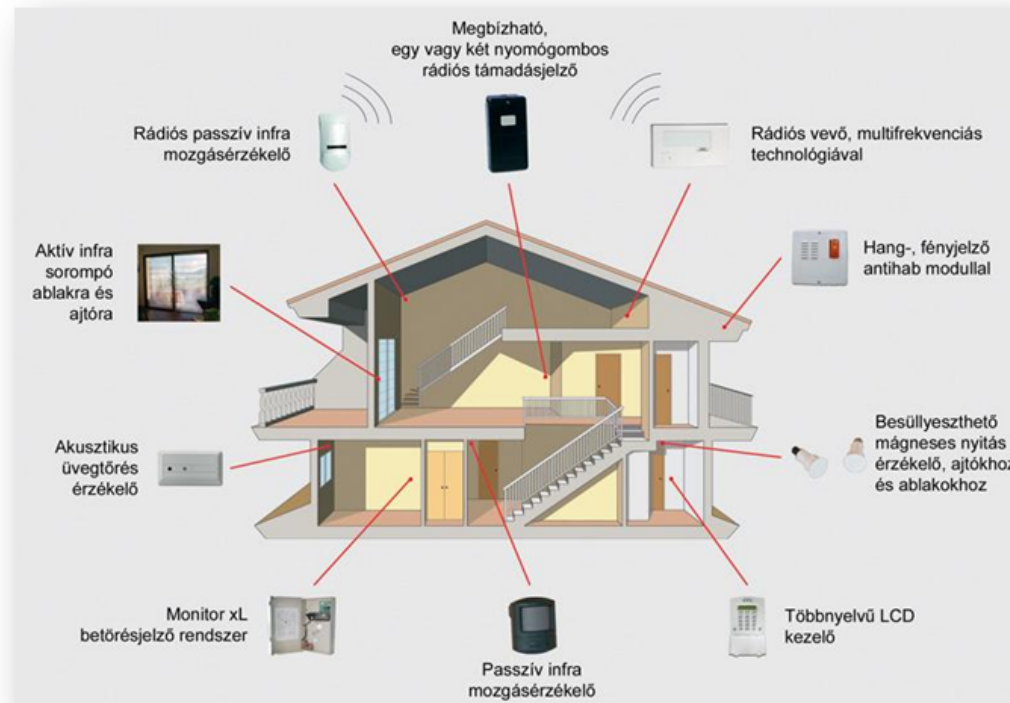 Megbízható,
egy vagy két nyomógombos
rádiós támadásjelző
Rádiós passzív infra
mozgásérzékelő
Rádiós vevő, multifrekvenciás
technológiával
Aktív infra
sorompó
ablakra és
ajtóra
Hang-, fényjelző
antihab modullal
Akusztikus
üvegtörés
érzékelő
Besüllyeszthető
mágneses nyitás
érzékelő, ajtókhoz
és ablakokhoz
Monitor xL
betörésjelző rendszer
Passzív infra
mozgásérzékelő
Többnyelvű LCD
kezelő